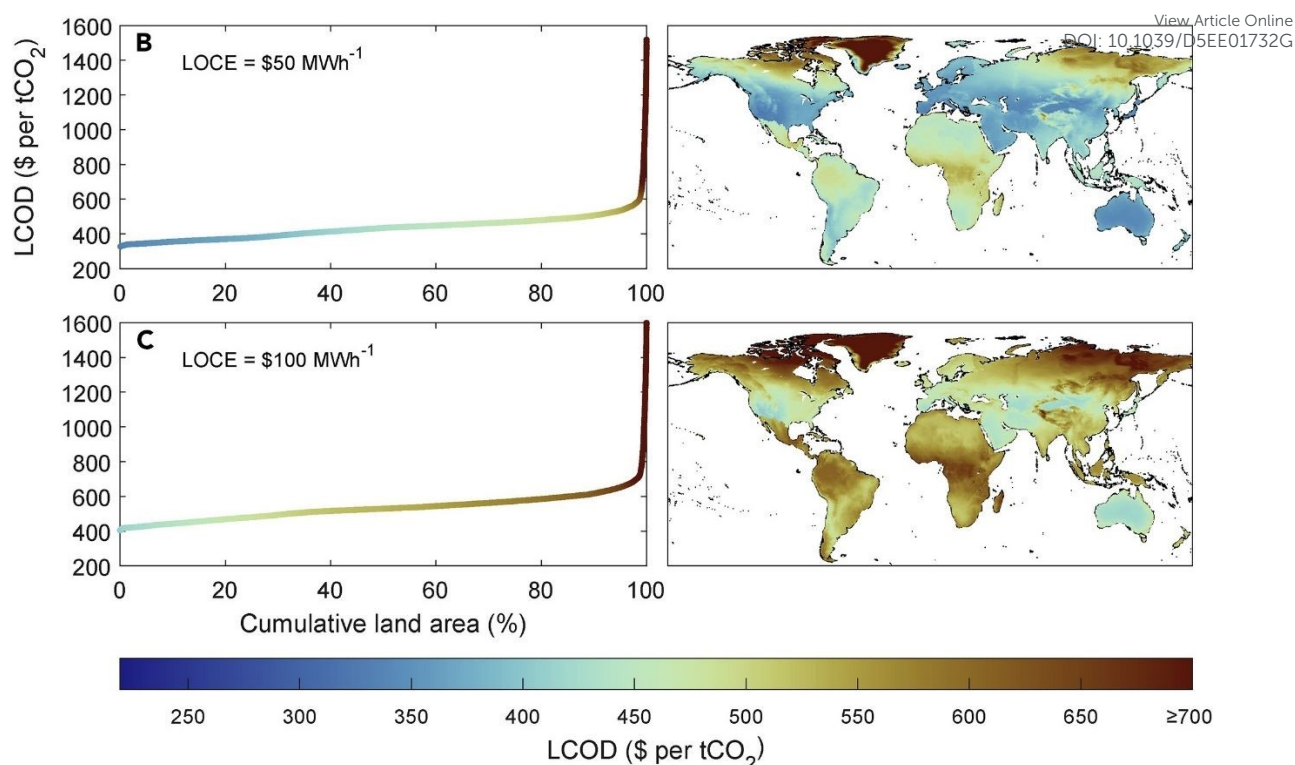 View Article Online
DOI: 10.1039/D5EE01732G
B
LOCE = $50 MWh⁻¹
1600
1400
1200
1000
800
600
400
200
0 20 40 60 80 100
LCOD ($ per tCO₂)
C
LOCE = $100 MWh⁻¹
1600
1400
1200
1000
800
600
400
200
0 20 40 60 80 100
Cumulative land area (%)
250 300 350 400 450 500 550 600 650 ≥700
LCOD ($ per tCO₂)